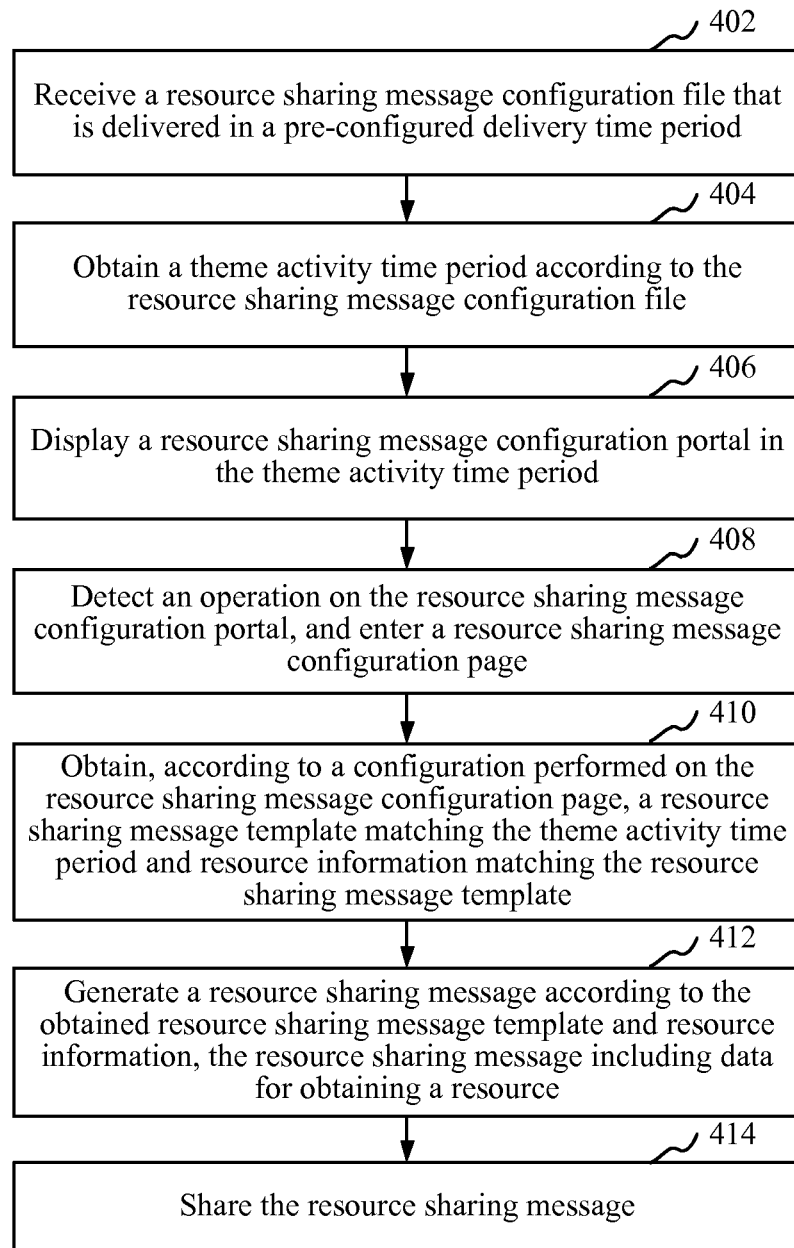 402
Receive a resource sharing message configuration file that
is delivered in a pre-configured delivery time period
404
Obtain a theme activity time period according to the
resource sharing message configuration file
406
Display a resource sharing message configuration portal in
the theme activity time period
408
Detect an operation on the resource sharing message
configuration portal, and enter a resource sharing message
configuration page
410
Obtain, according to a configuration performed on the
resource sharing message configuration page, a resource
sharing message template matching the theme activity time
period and resource information matching the resource
sharing message template
412
Generate a resource sharing message according to the
obtained resource sharing message template and resource
information, the resource sharing message including data
for obtaining a resource
414
Share the resource sharing message